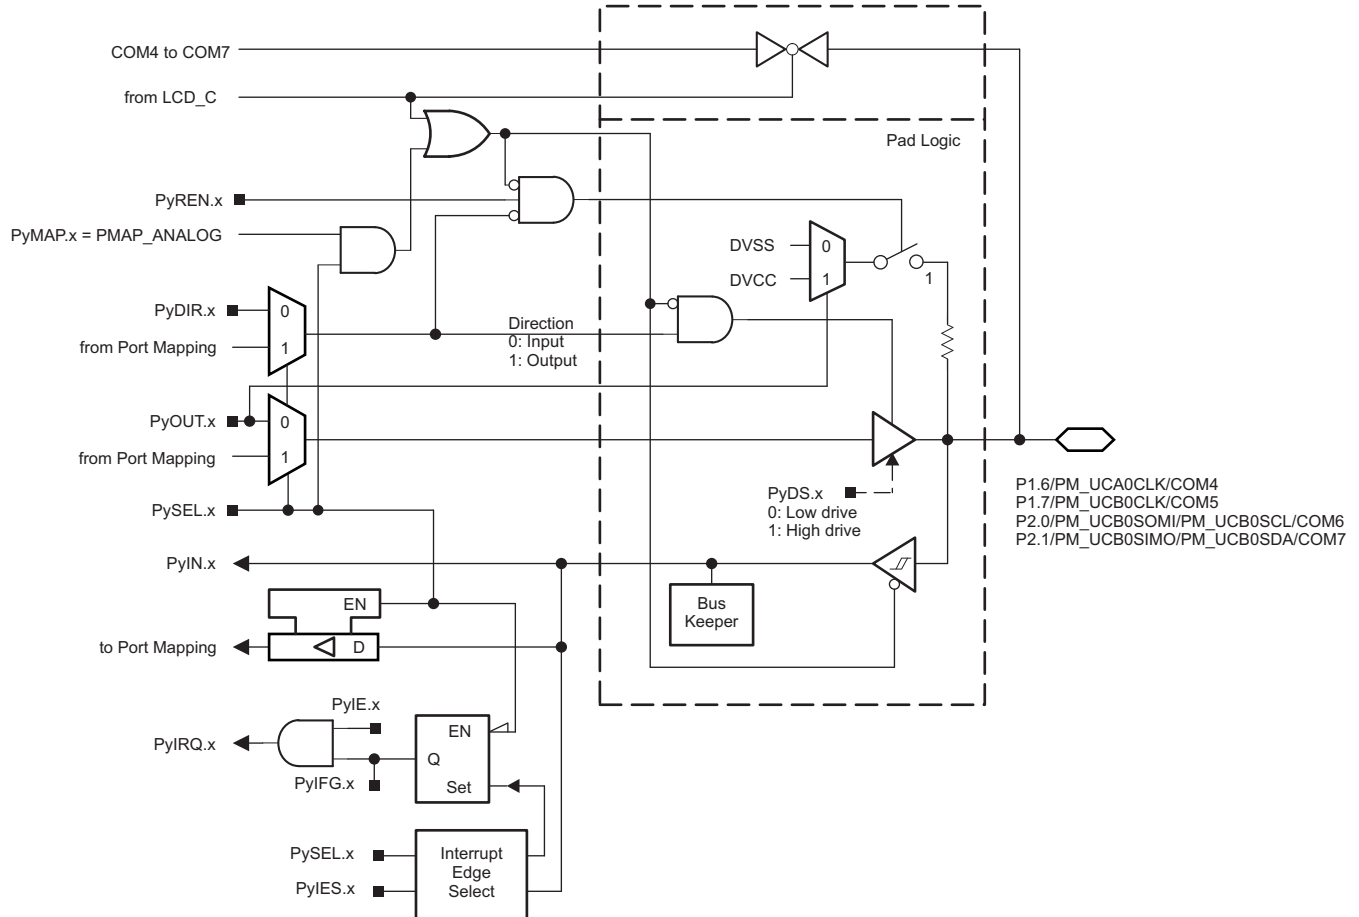 COM4 to COM7
from LCD_C
Pad Logic
PyREN.x
PyMAP.x = PMAP_ANALOG
DVSS
0
DVCC
1
1
PyDIR.x
0
Direction
0: Input
1: Output
from Port Mapping
1
PyOUT.x
0
from Port Mapping
1
PyDS.x
0: Low drive
1: High drive
P1.6/PM_UCA0CLK/COM4
P1.7/PM_UCB0CLK/COM5
P2.0/PM_UCB0SOMI/PM_UCB0SCL/COM6
P2.1/PM_UCB0SIMO/PM_UCB0SDA/COM7
PySEL.x
PyIN.x
EN
Bus
Keeper
to Port Mapping
D
PyIE.x
EN
PyIRQ.x
Q
PyIFG.x
Set
PySEL.x
PyIES.x
Interrupt
Edge
Select